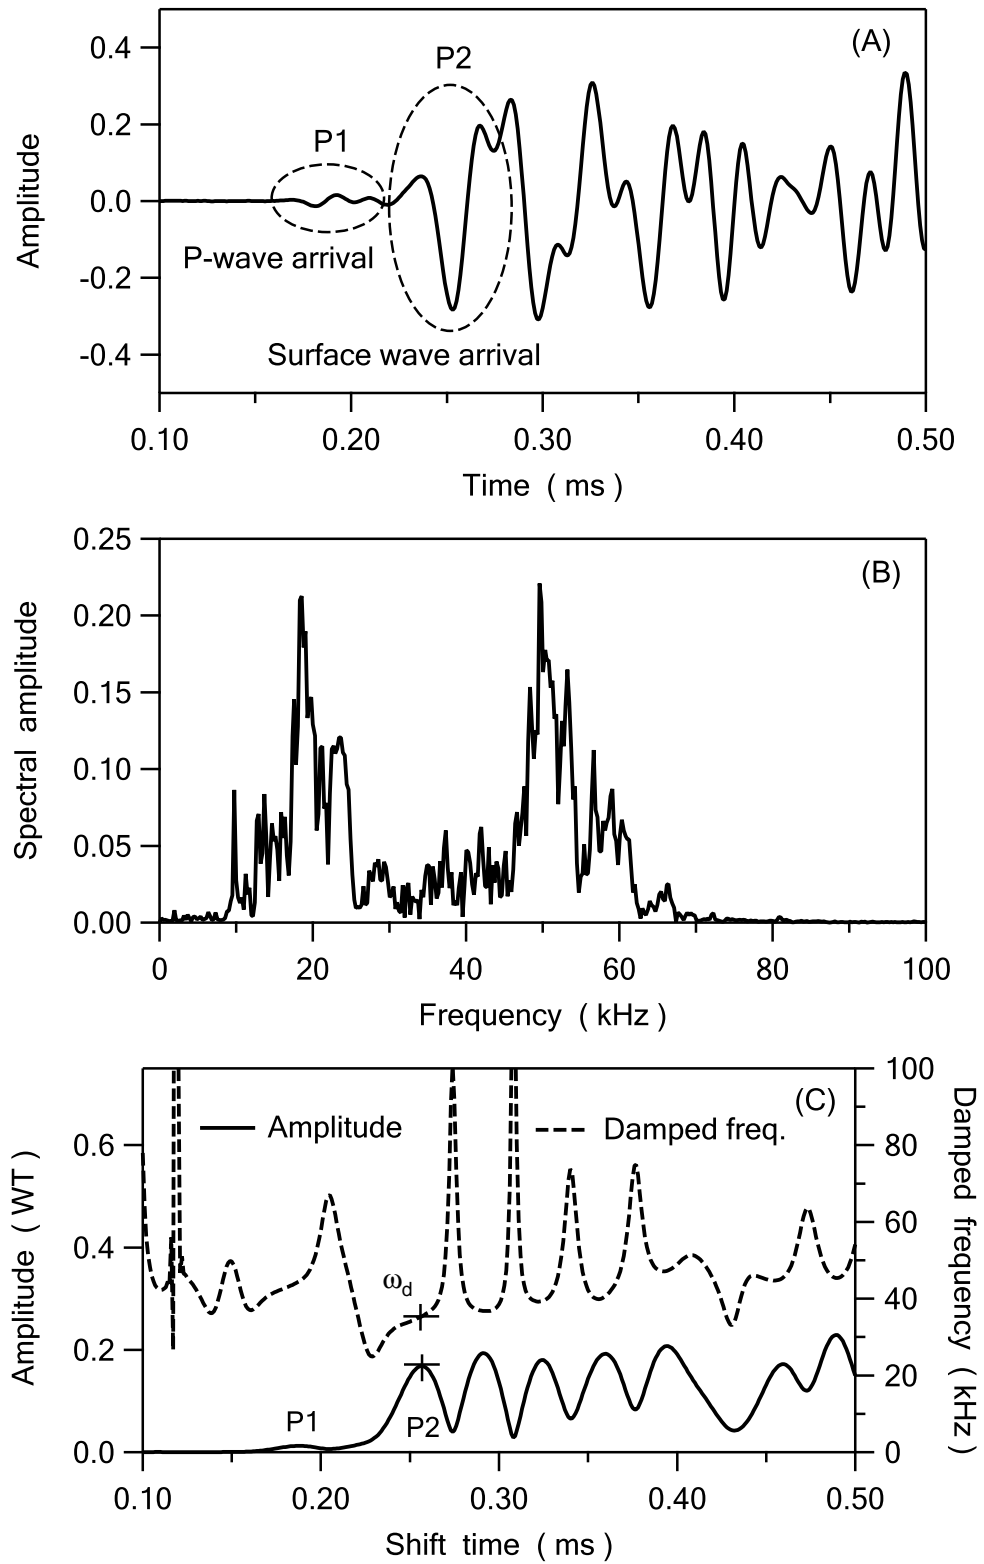 (A)
P2
P1
P-wave arrival
Surface wave arrival
0.4
0.2
0.0
-0.2
-0.4
Amplitude
0.10 0.20 0.30 0.40 0.50
Time ( ms )
(B)
0.25
0.20
0.15
0.10
0.05
0.00
Spectral amplitude
0 20 40 60 80 100
Frequency ( kHz )
(C)
Amplitude Damped freq.
ωd
P1 P2
0.6
0.4
0.2
0.0
Amplitude ( WT )
100
80
60
40
20
0
Damped frequency ( kHz )
0.10 0.20 0.30 0.40 0.50
Shift time ( ms )